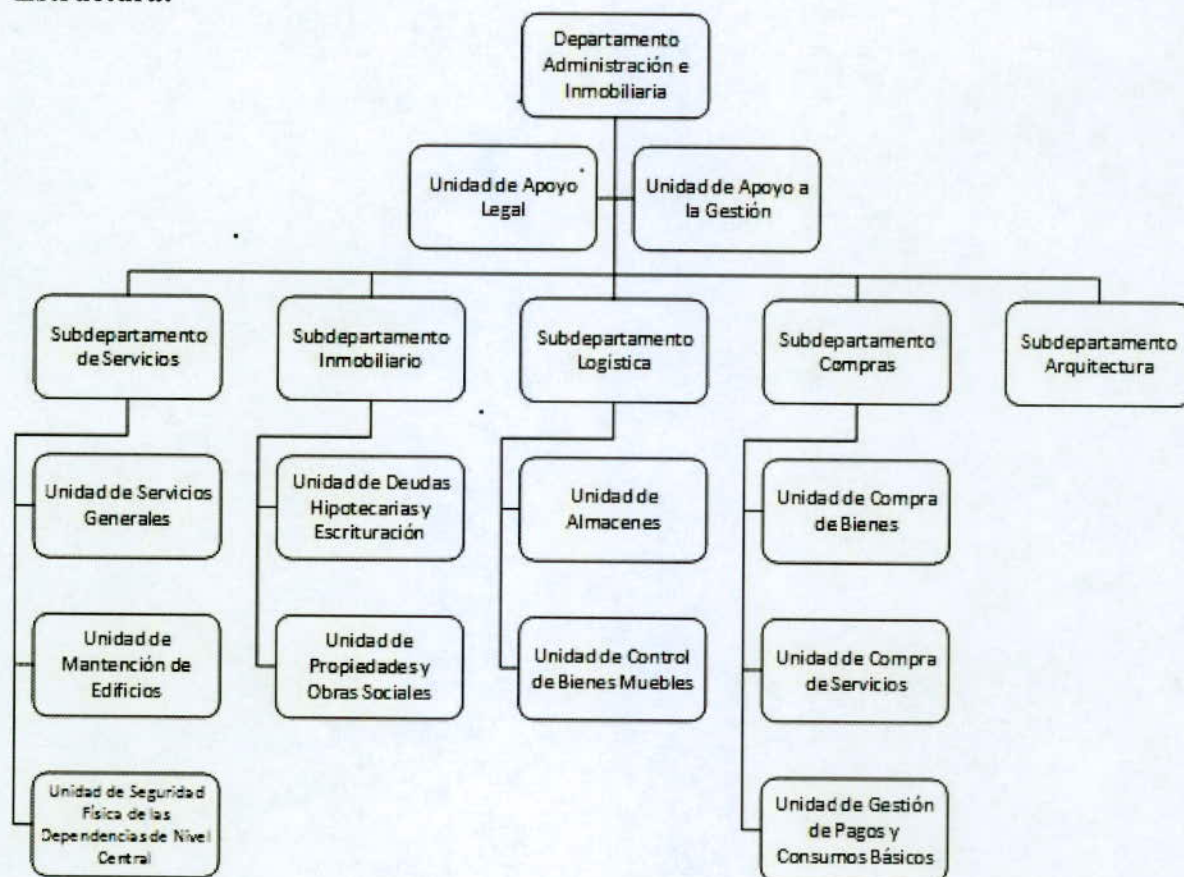 Estructura:
Departamento
Administración e
Inmobiliaria
Unidad de Apoyo
Legal
Unidad de Apoyo a
la Gestión
Subdepartamento
de Servicios
Subdepartamento
Inmobiliario
Subdepartamento
Logística
Subdepartamento
Compras
Subdepartamento
Arquitectura
Unidad de Servicios
Generales
Unidad de Deudas
Hipotecarias y
Escrituración
Unidad de
Almacenes
Unidad de Compra
de Bienes
Unidad de
Mantención de
Edificios
Unidad de
Propiedades y
Obras Sociales
Unidad de Control
de Bienes Muebles
Unidad de Compra
de Servicios
Unidad de Seguridad
Física de las
Dependencias de Nivel
Central
Unidad de Gestión
de Pagos y
Consumos Básicos